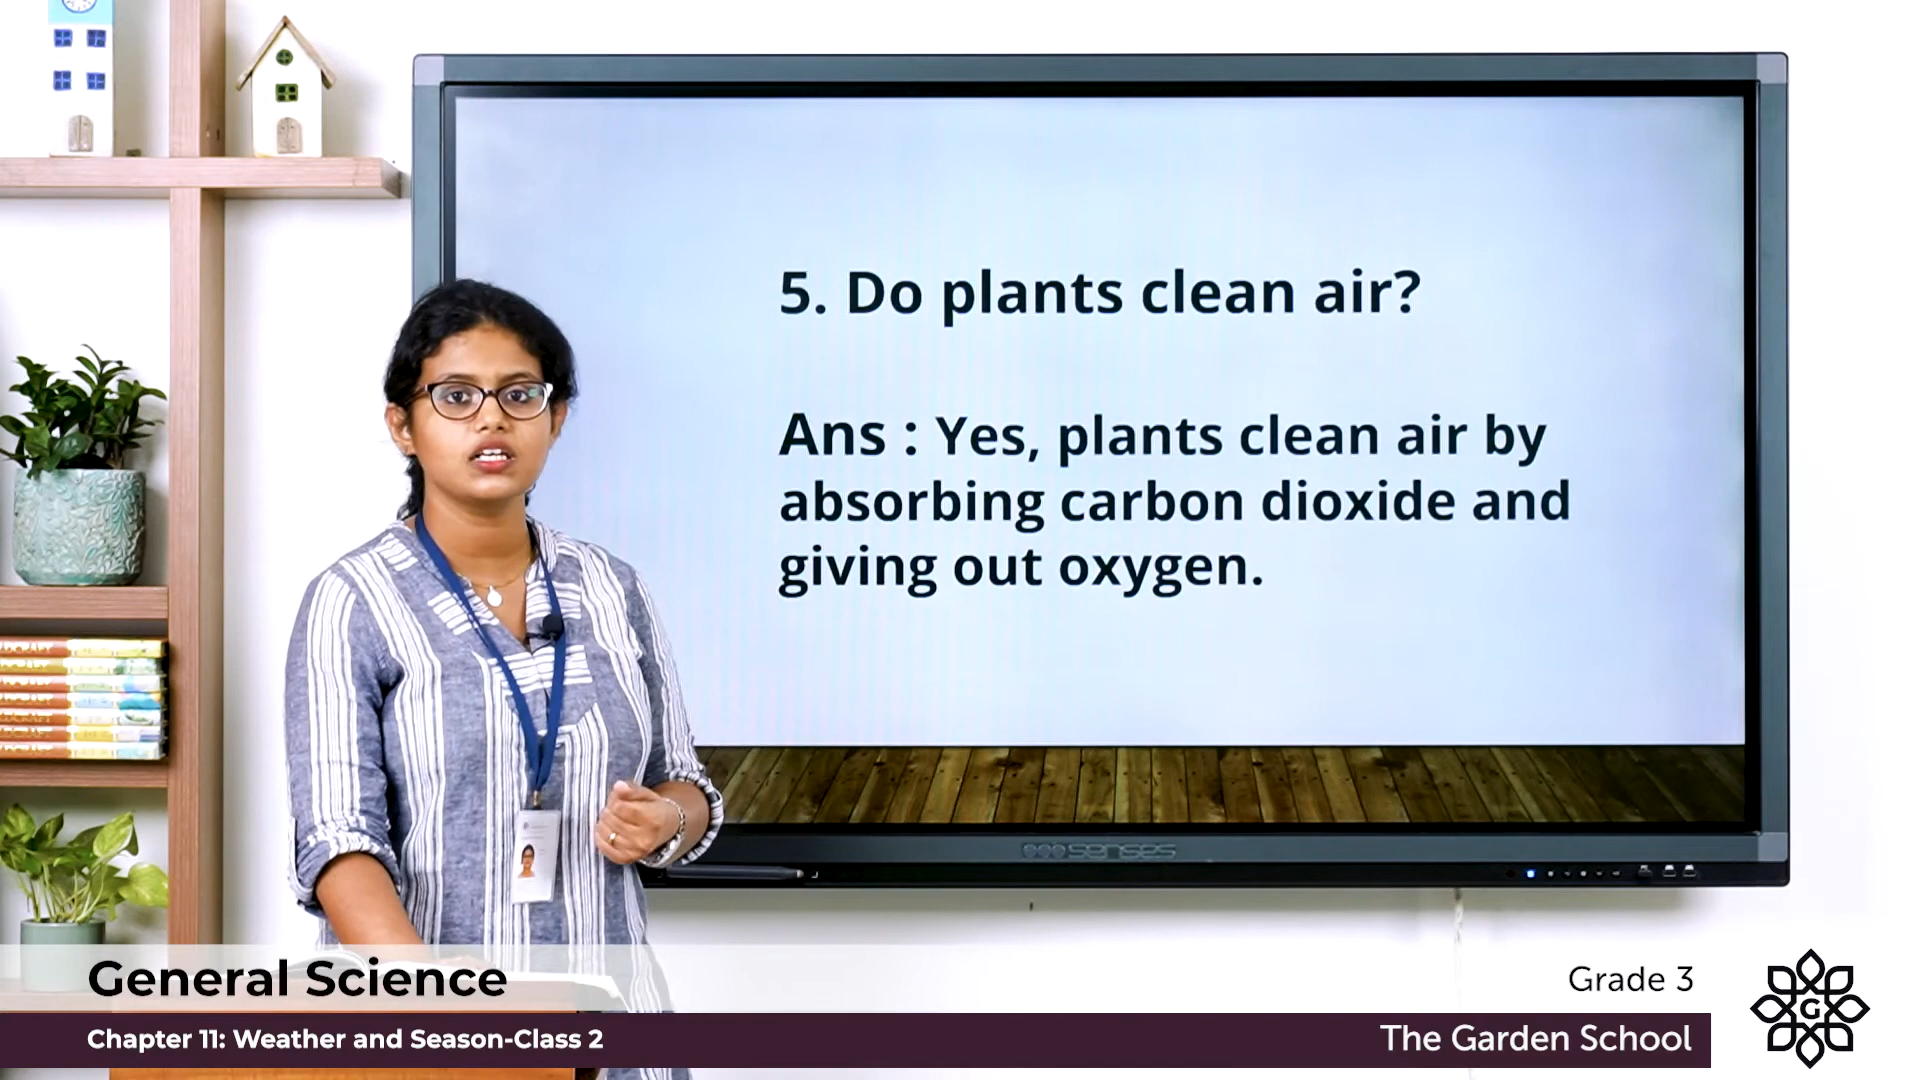 5. Do plants clean air?
Ans : Yes, plants clean air by
absorbing carbon dioxide and
giving out oxygen.
senses
General Science
Grade 3
Chapter 11: Weather and Season-Class 2
The Garden School
G